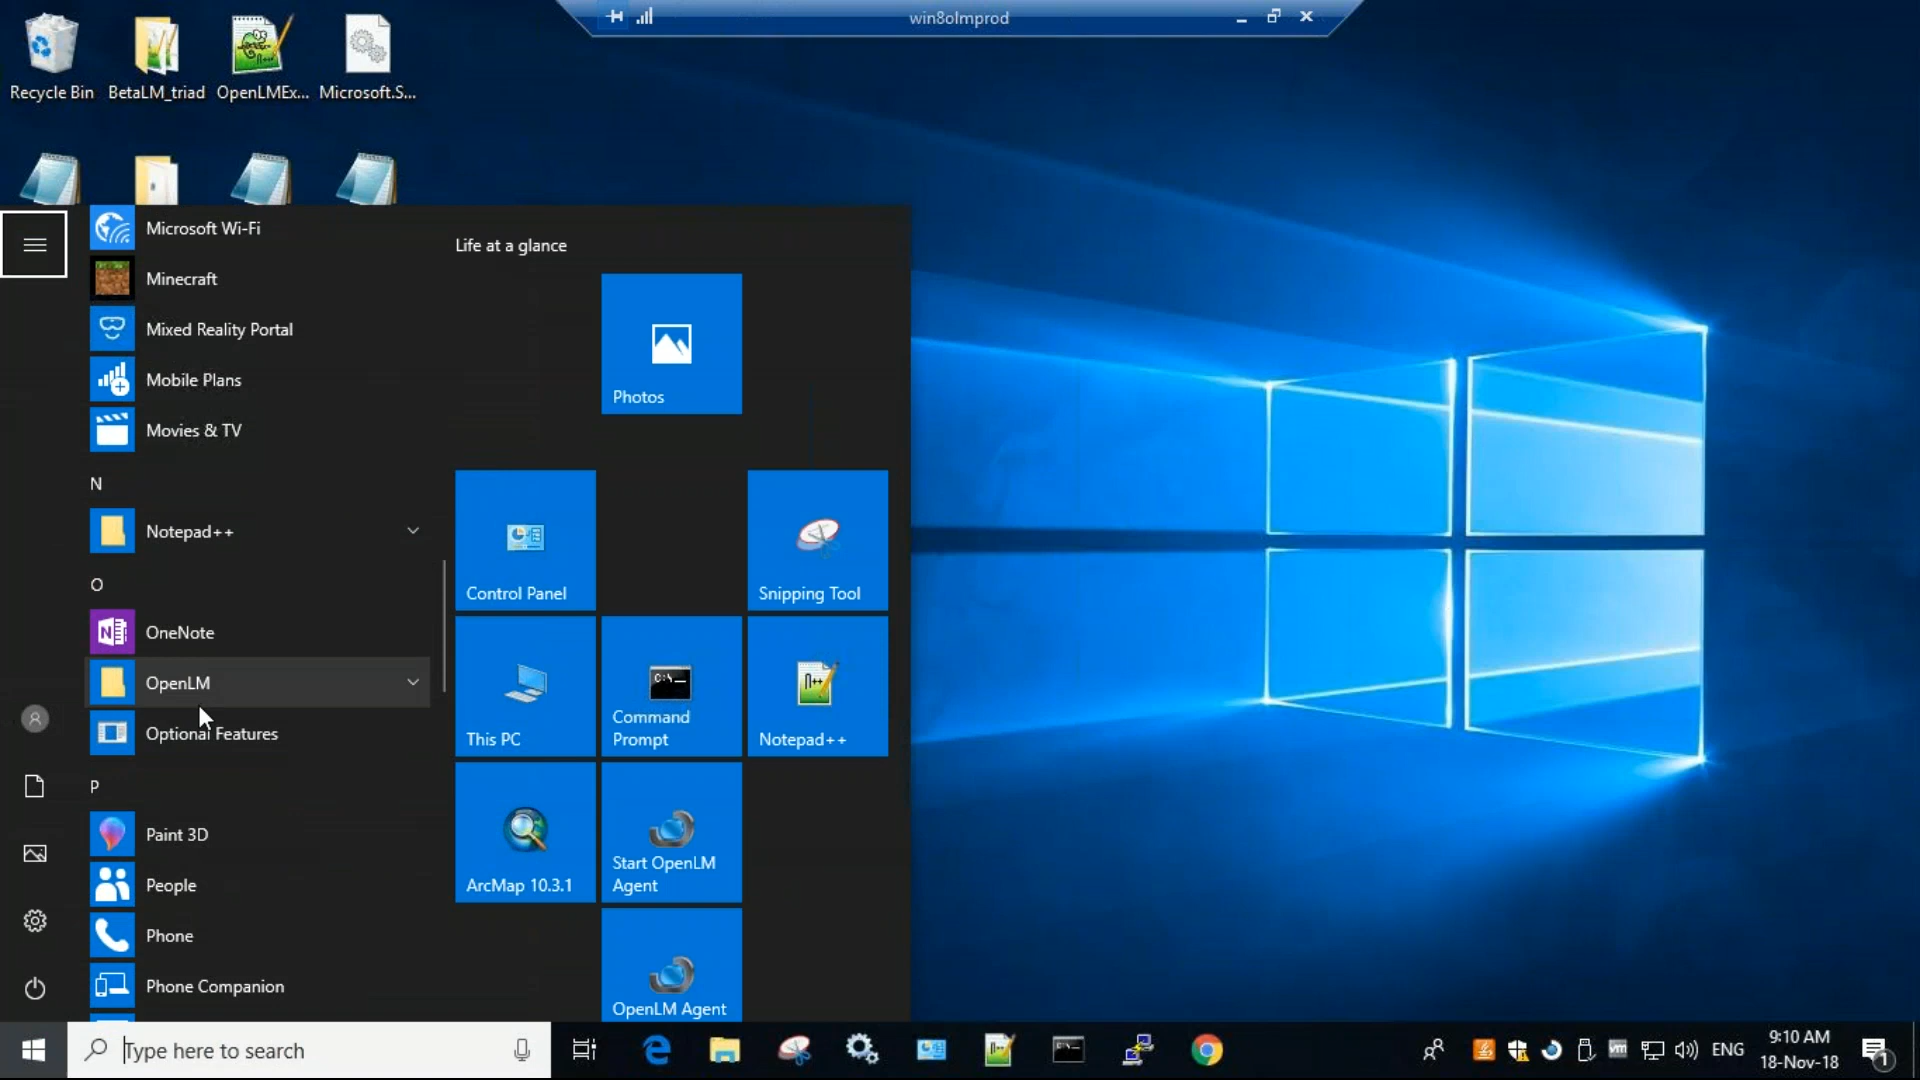 win8olmprod
Recycle Bin
BetaLM_triad
OpenLMEx...
Microsoft.S...
Microsoft Wi-Fi
Minecraft
Mixed Reality Portal
Mobile Plans
Movies & TV
N
Notepad++
O
OneNote
OpenLM
Optional Features
P
Paint 3D
People
Phone
Phone Companion
Life at a glance
Photos
Control Panel
Snipping Tool
This PC
Command
Prompt
Notepad++
ArcMap 10.3.1
Start OpenLM
Agent
OpenLM Agent
Type here to search
ENG
9:10 AM
18-Nov-18
1